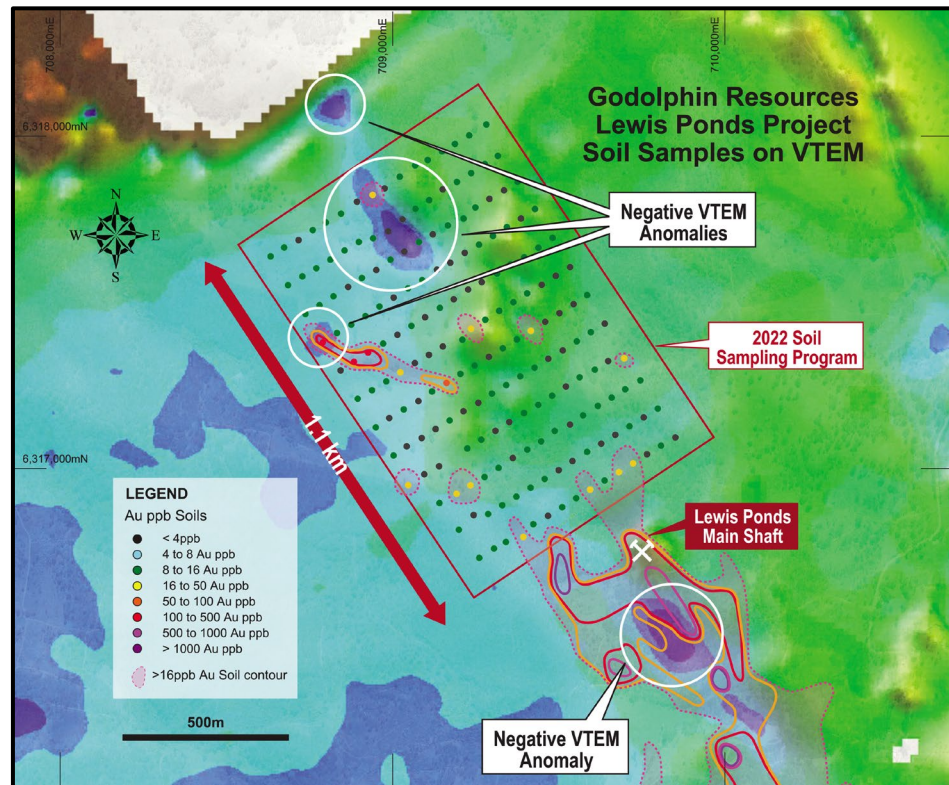 708,000mE
709,000mE
710,000mE
Godolphin Resources
Lewis Ponds Project
Soil Samples on VTEM
6,318,000mN
N
W
E
S
Negative VTEM
Anomalies
2022 Soil
Sampling Program
1.1 km
6,317,000mN
LEGEND
Au ppb Soils
< 4ppb
4 to 8 Au ppb
8 to 16 Au ppb
16 to 50 Au ppb
50 to 100 Au ppb
100 to 500 Au ppb
500 to 1000 Au ppb
> 1000 Au ppb
>16ppb Au Soil contour
500m
Lewis Ponds
Main Shaft
Negative VTEM
Anomaly